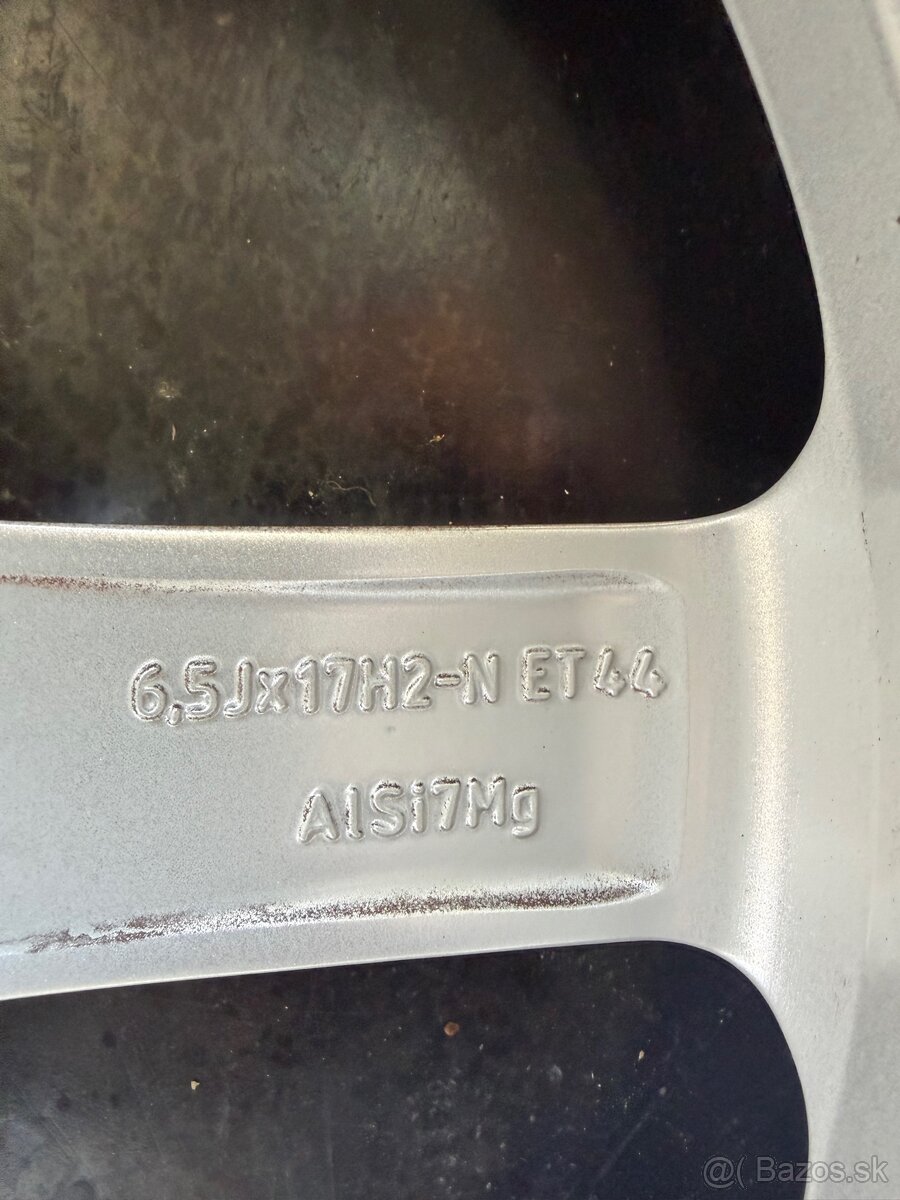 6,5Jx17H2-N ET44
AlSi7Mg
@( Bazos.sk